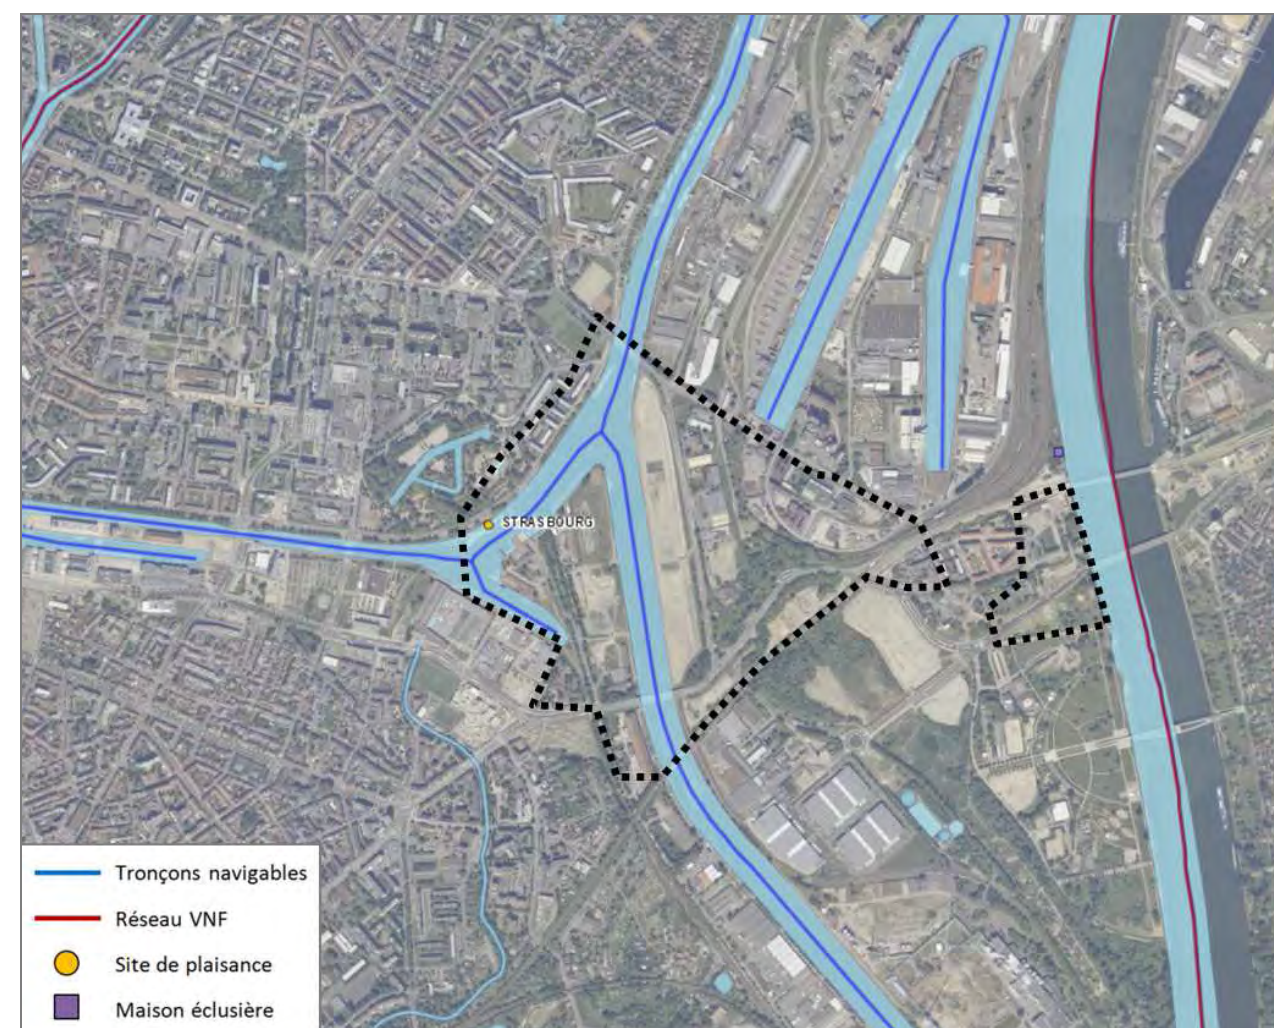 STRASBOURG
Tronçons navigables
Réseau VNF
Site de plaisance
Maison éclusière